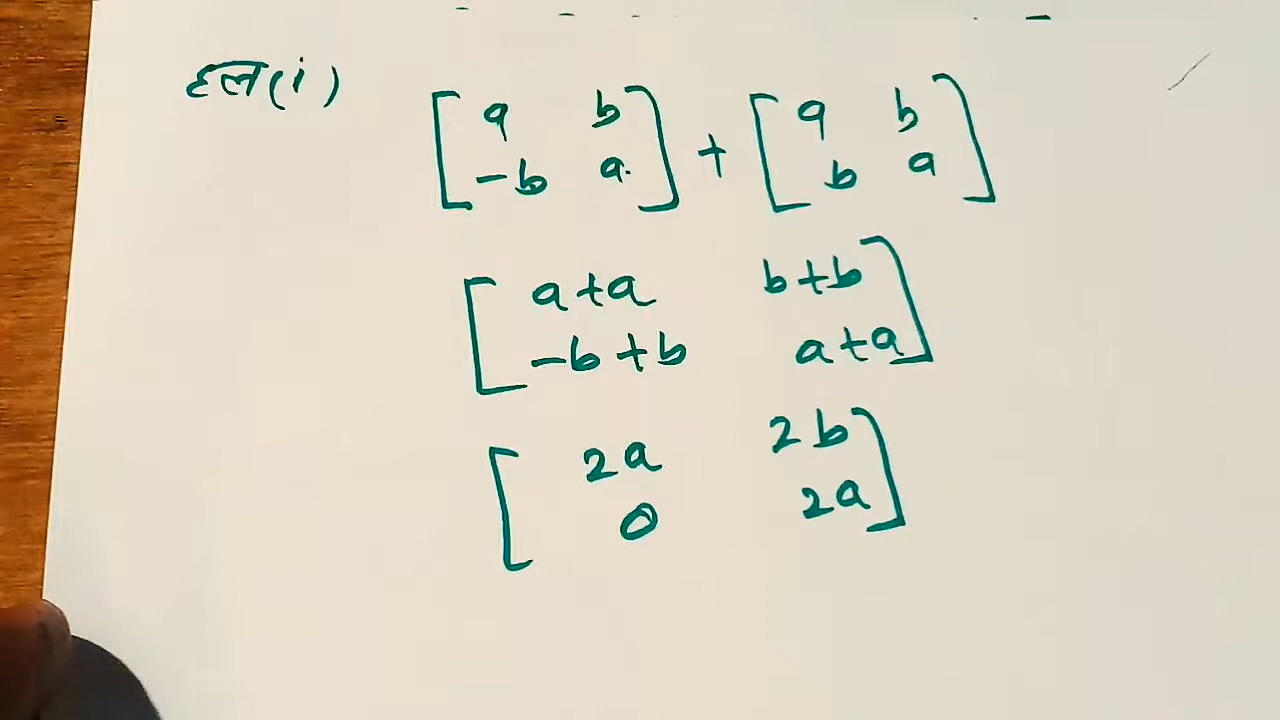 हल(i)
[ a b ] + [ a b ]
[ -b a ] [ b a ]
[ a+a b+b ]
[ -b+b a+a ]
[ 2a 2b ]
[ 0 2a ]